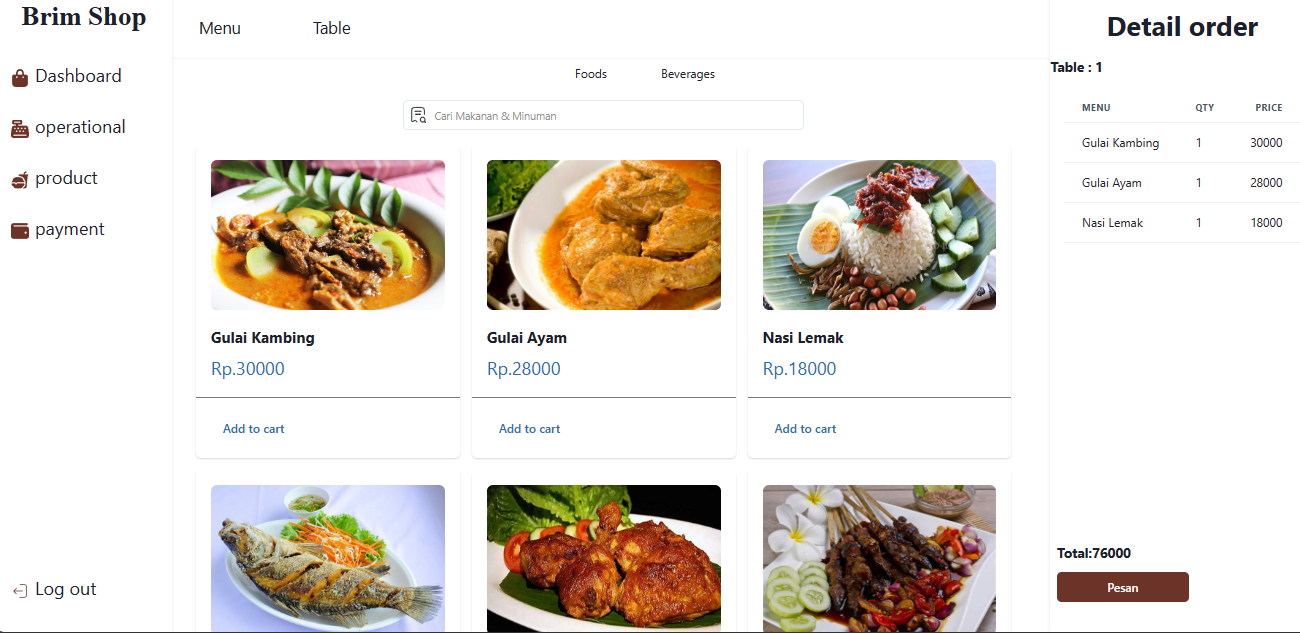 Brim Shop
Dashboard
operational
product
payment
Log out
Menu Table
Foods Beverages
Cari Makanan & Minuman
Gulai Kambing
Rp.30000
Add to cart
Gulai Ayam
Rp.28000
Add to cart
Nasi Lemak
Rp.18000
Add to cart
Detail order
Table : 1
MENU QTY PRICE
Gulai Kambing 1 30000
Gulai Ayam 1 28000
Nasi Lemak 1 18000
Total:76000
Pesan